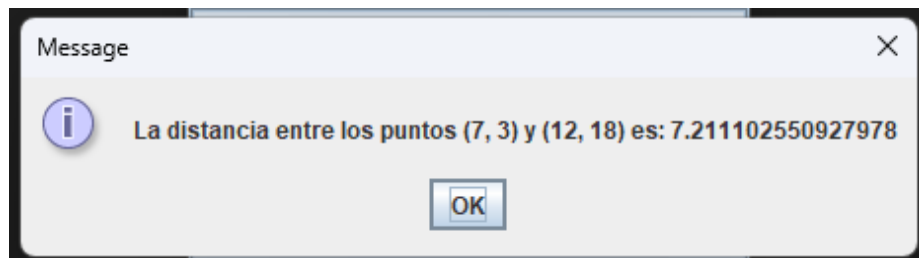 Message
La distancia entre los puntos (7, 3) y (12, 18) es: 7.211102550927978
OK